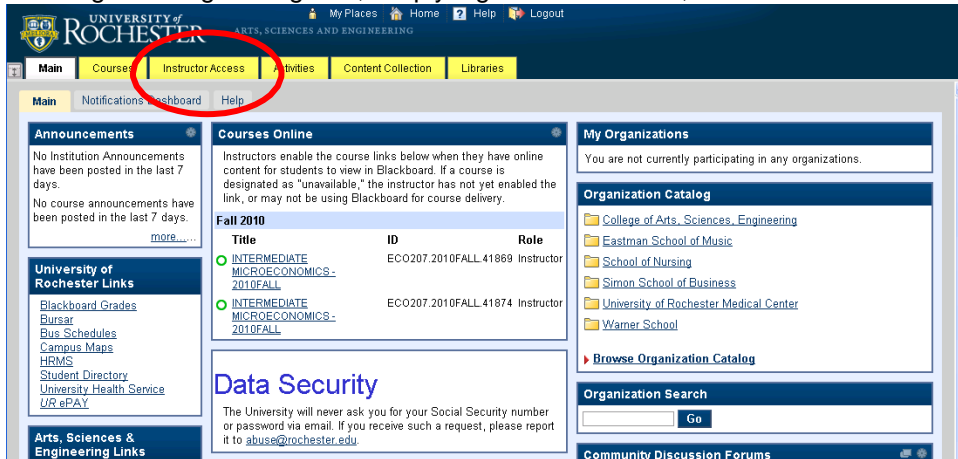 UNIVERSITY of
ROCHESTER
ARTS, SCIENCES AND ENGINEERING
My Places Home ? Help Logout
Main Courses Instructor Access Activities Content Collection Libraries
Main Notifications Dashboard Help
Announcements
No Institution Announcements
have been posted in the last 7
days.
No course announcements have
been posted in the last 7 days.
more......
University of
Rochester Links
Blackboard Grades
Bursar
Bus Schedules
Campus Maps
HRMS
Student Directory
University Health Service
UR ePAY
Arts, Sciences &
Engineering Links
Courses Online
Instructors enable the course links below when they have online
content for students to view in Blackboard. If a course is
designated as "unavailable," the instructor has not yet enabled the
link, or may not be using Blackboard for course delivery.
Fall 2010
Title ID Role
INTERMEDIATE ECO207.2010FALL.41869 Instructor
MICROECONOMICS -
2010FALL
INTERMEDIATE ECO207.2010FALL.41874 Instructor
MICROECONOMICS -
2010FALL
Data Security
The University will never ask you for your Social Security number
or password via email. If you receive such a request, please report
it to abuse@rochester.edu.
My Organizations
You are not currently participating in any organizations.
Organization Catalog
College of Arts, Sciences, Engineering
Eastman School of Music
School of Nursing
Simon School of Business
University of Rochester Medical Center
Warner School
Browse Organization Catalog
Organization Search
Go
Community Discussion Forums